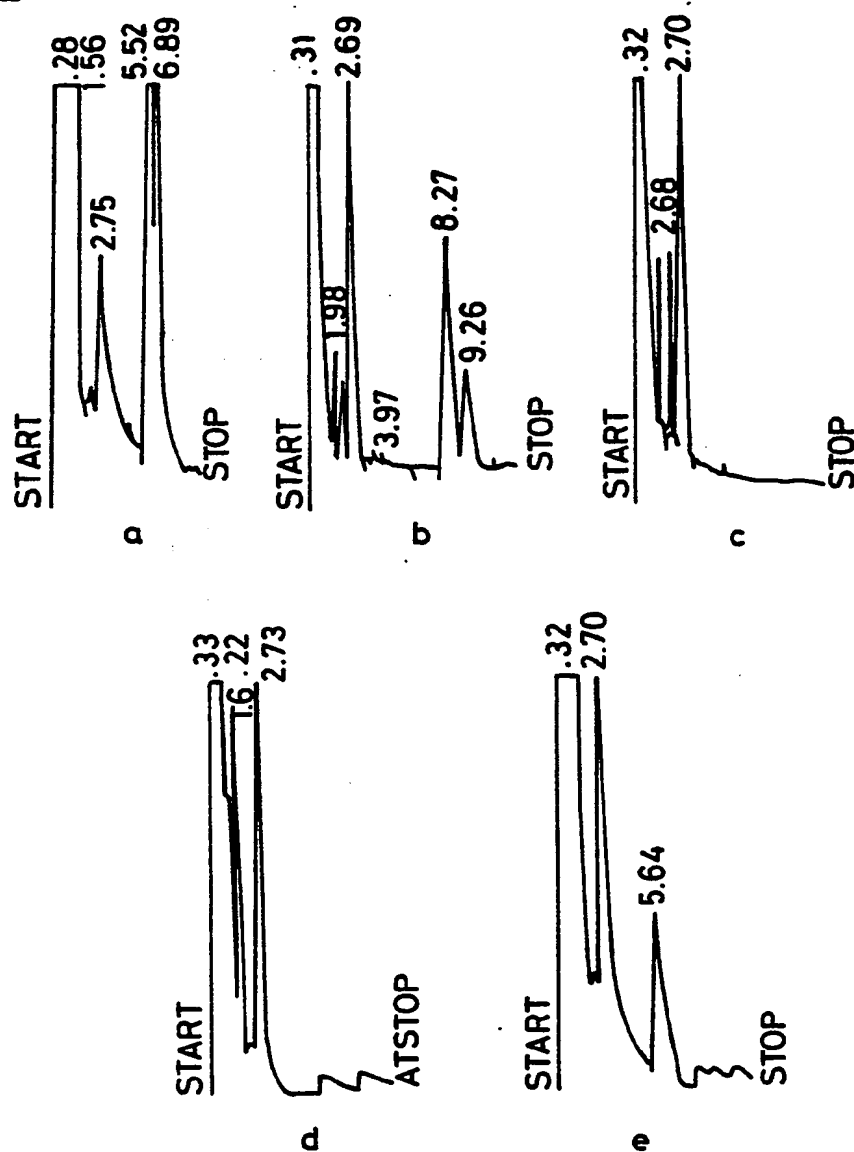 START
.28
1.56
2.75
5.52
6.89
STOP
a
START
.31
1.98
2.69
3.97
8.27
9.26
STOP
b
START
.32
2.68
2.70
STOP
c
START
.33
1.6
.22
2.73
ATSTOP
d
START
.32
2.70
5.64
STOP
e